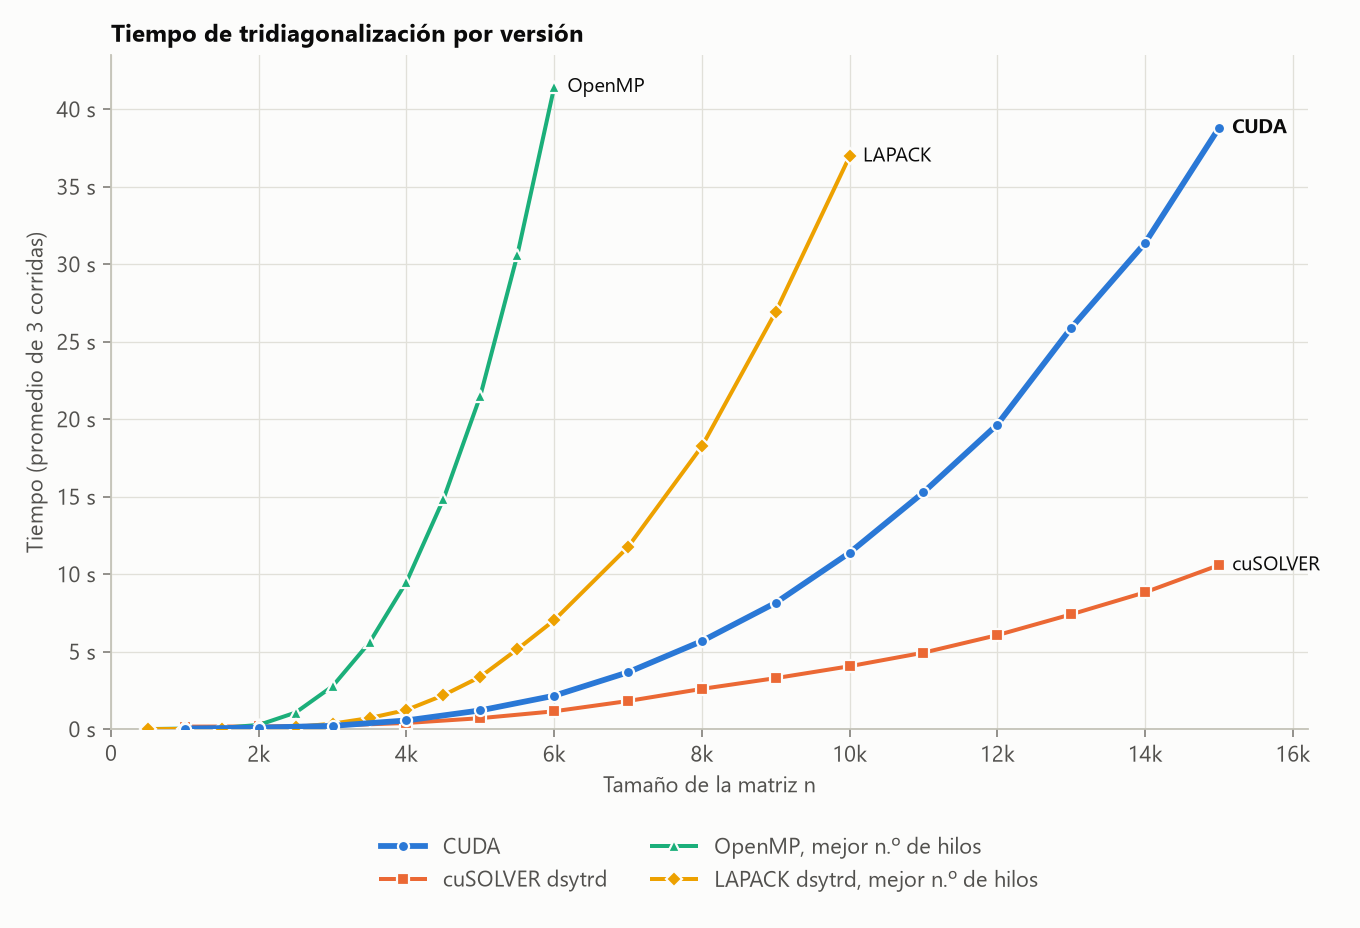 Tiempo de tridiagonalización por versión
Tiempo (promedio de 3 corridas)
40 s
35 s
30 s
25 s
20 s
15 s
10 s
5 s
0 s
OpenMP
LAPACK
CUDA
cuSOLVER
0
2k
4k
6k
8k
10k
12k
14k
16k
Tamaño de la matriz n
CUDA
OpenMP, mejor n.º de hilos
cuSOLVER dsytrd
LAPACK dsytrd, mejor n.º de hilos